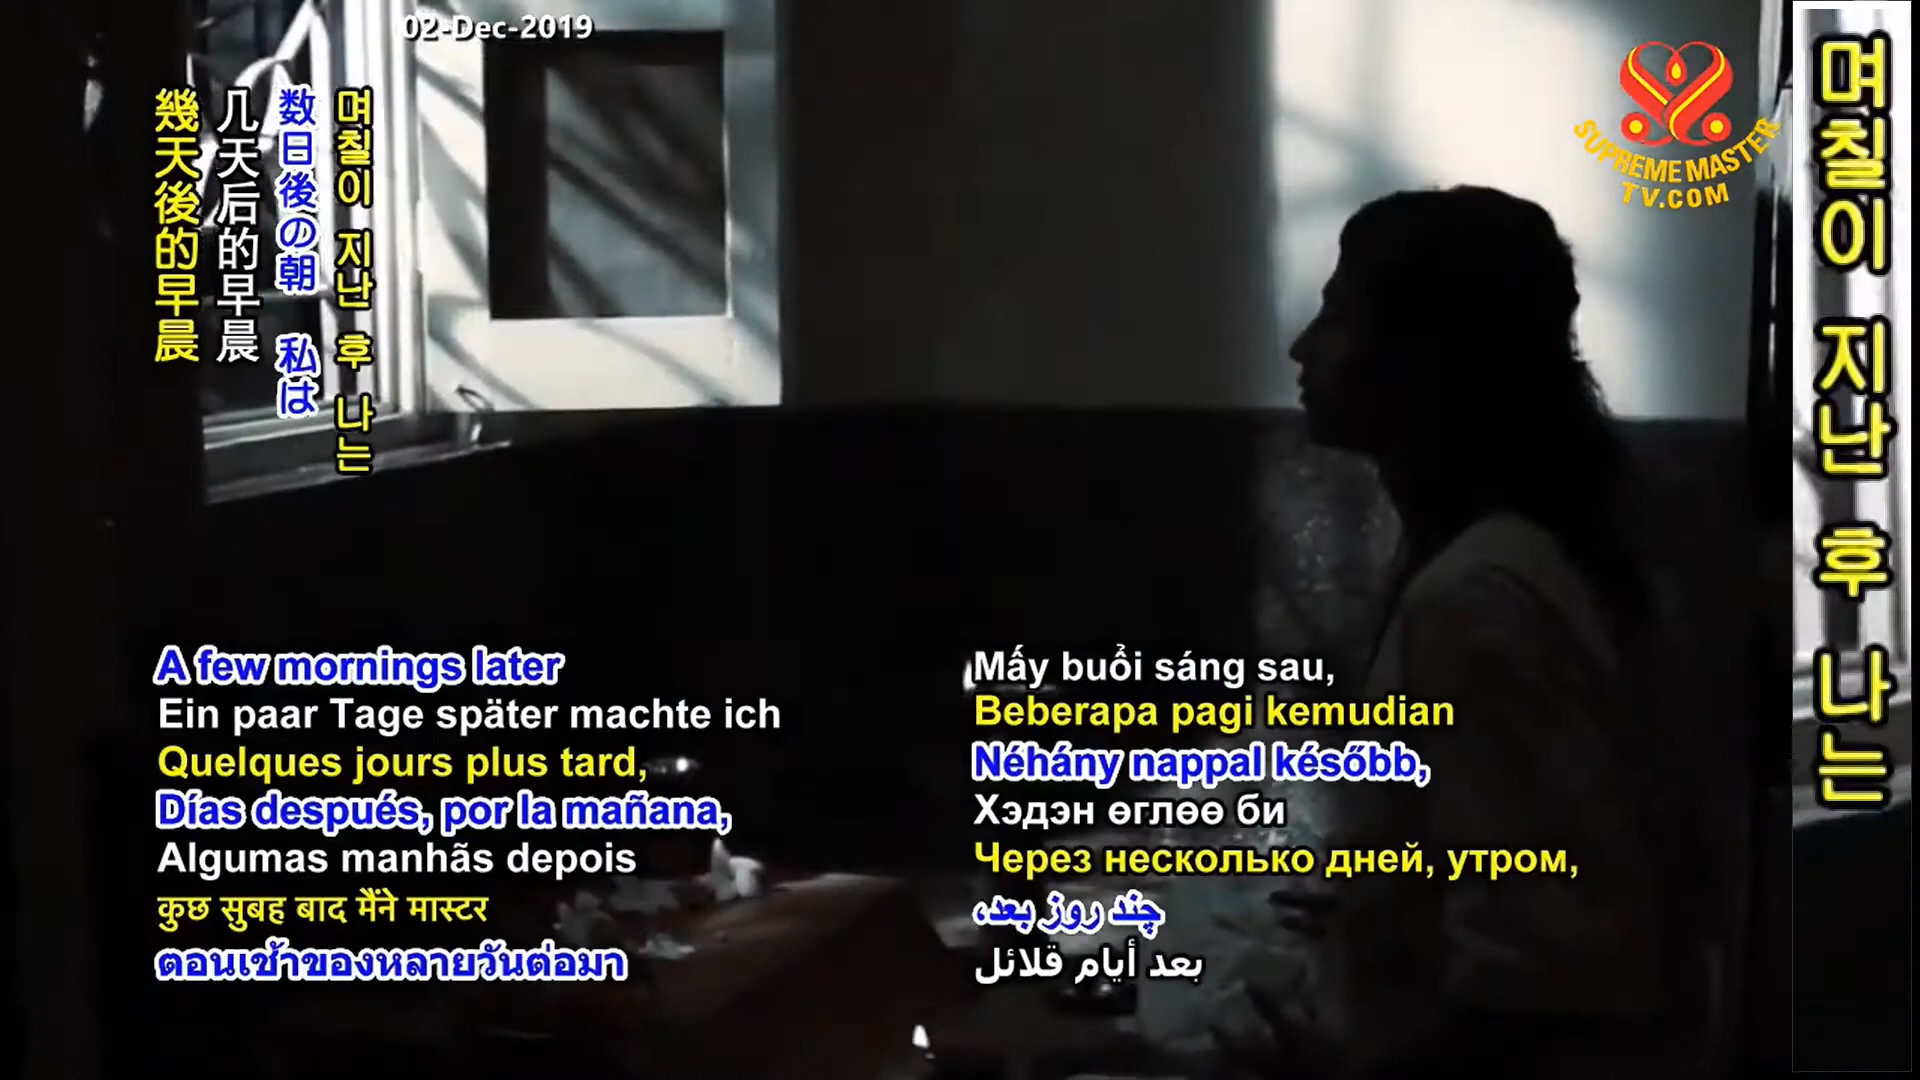 02-Dec-2019
SUPREME MASTER
TV.COM
며칠이 지난 후 나는
며칠이 지난 후 나는
数日後の朝 私は
几天后的早晨
幾天後的早晨
A few mornings later
Ein paar Tage später machte ich
Quelques jours plus tard,
Días después, por la mañana,
Algumas manhãs depois
कुछ सुबह बाद मैंने मास्टर
ตอนเช้าของหลายวันต่อมา
Mấy buổi sáng sau,
Beberapa pagi kemudian
Néhány nappal később,
Хэдэн өглөө би
Через несколько дней, утром,
چند روز بعد،
بعد أيام قلائل